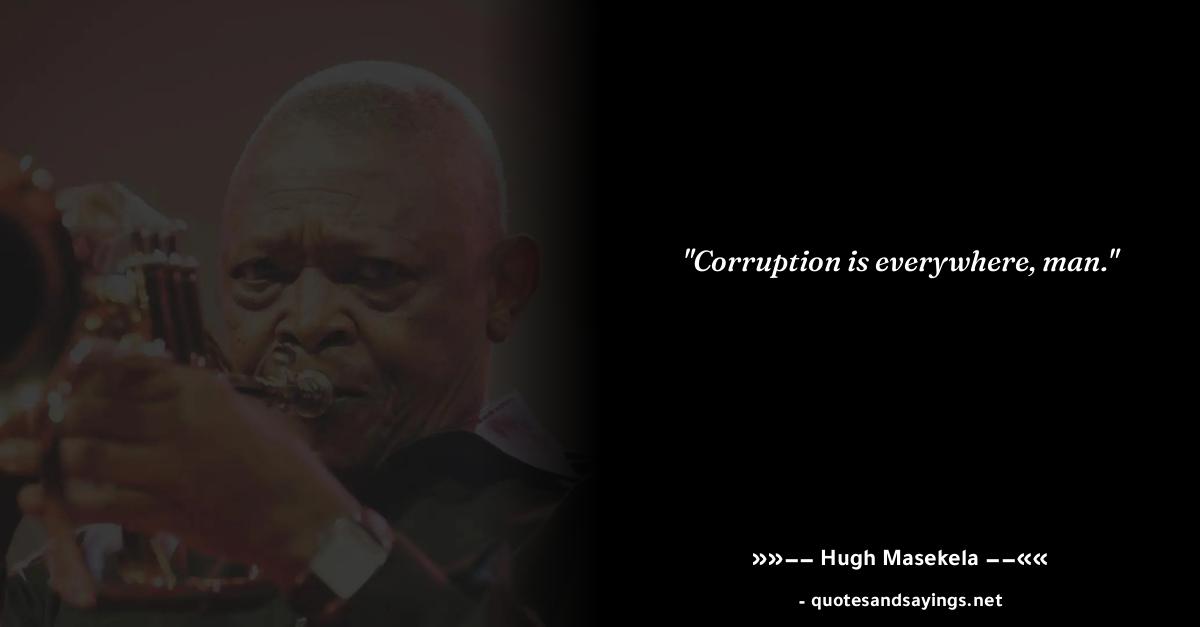 "Corruption is everywhere, man."
»»–– Hugh Masekela ––««
- quotesandsayings.net